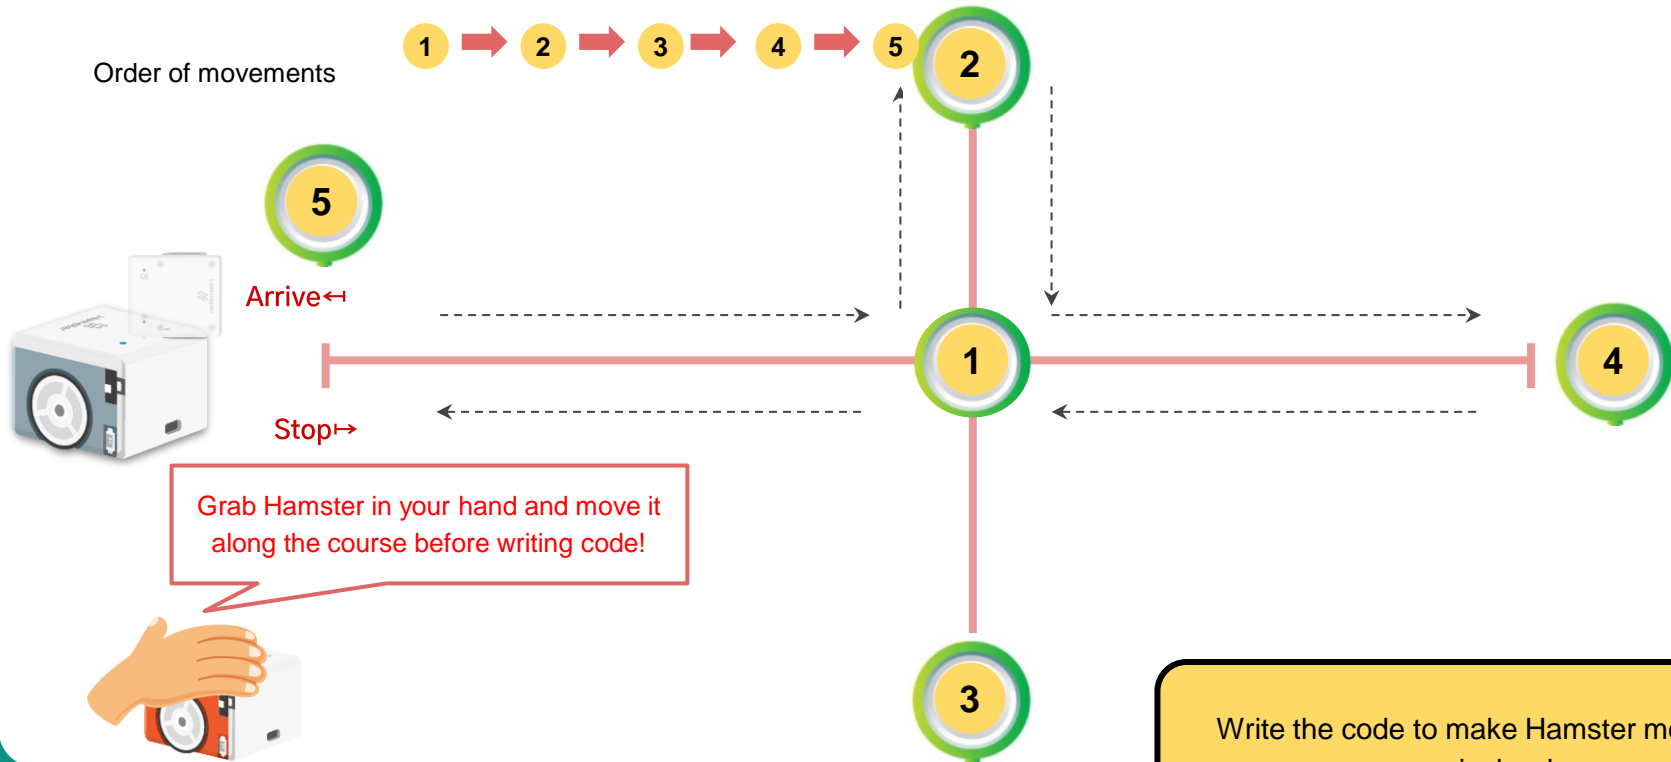 1 2 3 4 5
Order of movements
2
5
Arrive
1
4
Stop
Grab Hamster in your hand and move it
along the course before writing code!
3
Write the code to make Hamster